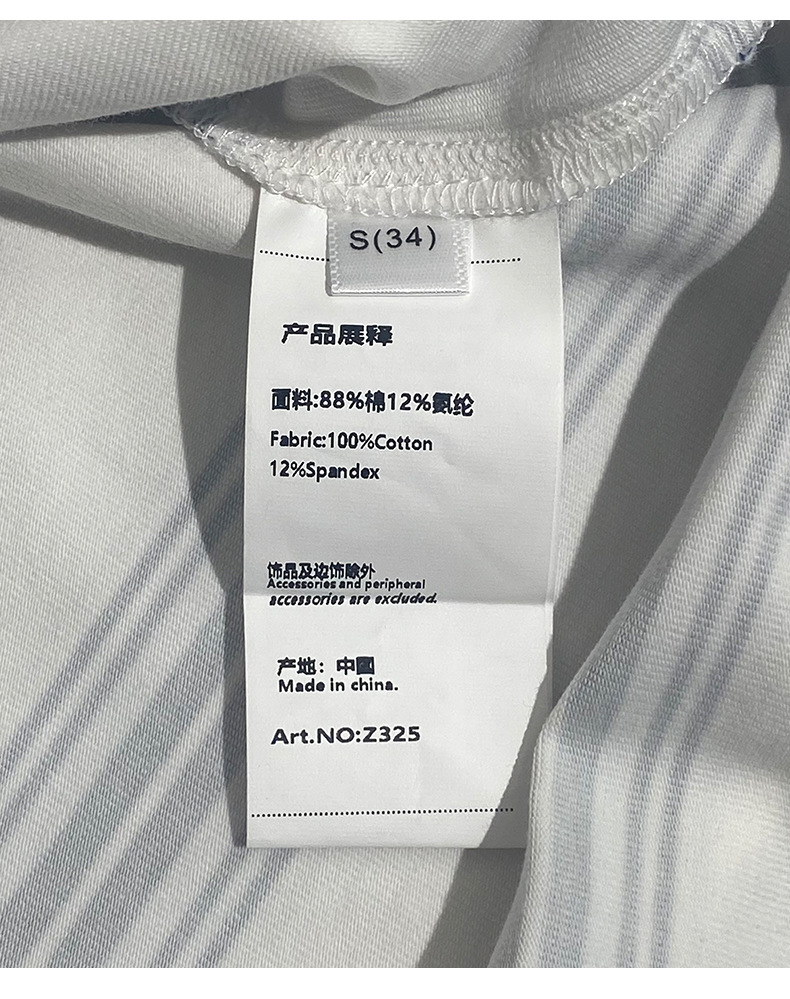 S(34)
产品展释
面料:88%棉12%氨纶
Fabric:100%Cotton
12%Spandex
饰品及边饰除外
Accessories and peripheral
accessories are excluded.
产地：中国
Made in china.
Art.NO:Z325